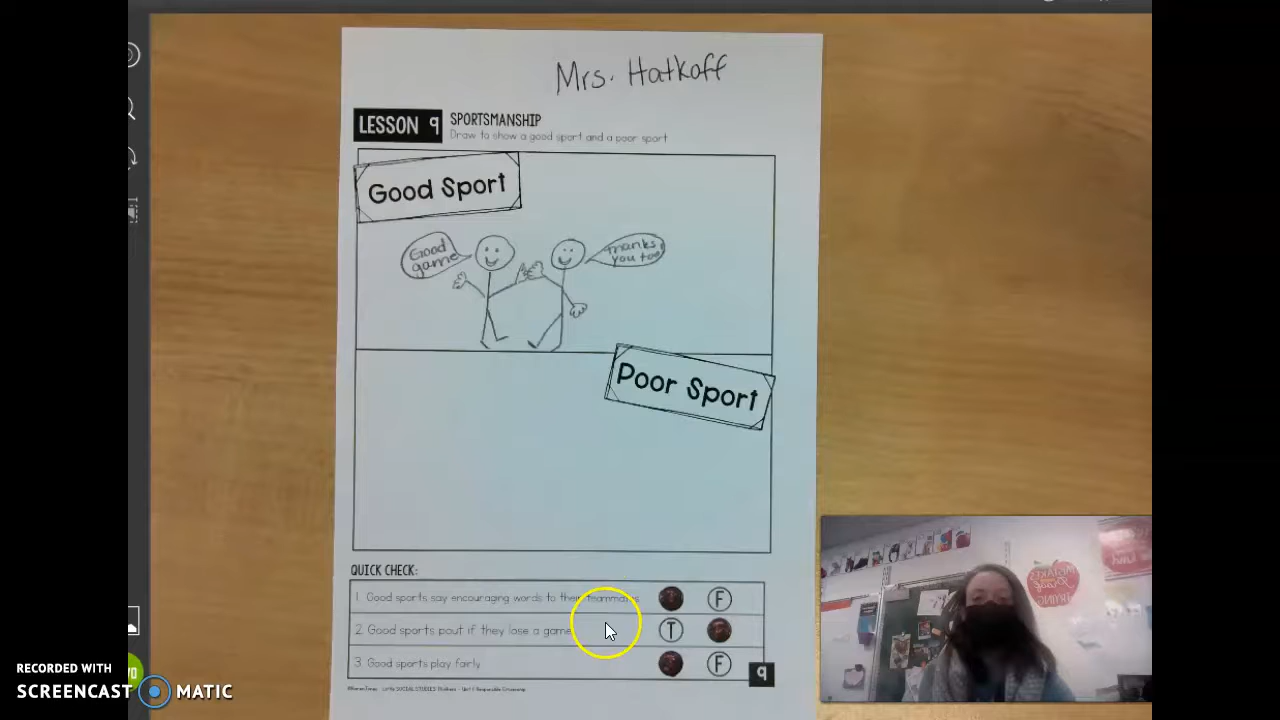 Mrs. Hatkoff
LESSON 9 SPORTSMANSHIP
Draw to show a good sport and a poor sport
Good Sport
Good
game
Thanks,
you too
Poor Sport
QUICK CHECK:
1. Good sports say encouraging words to their teammates F
2. Good sports pout if they lose a game T
3. Good sports play fairly F
9
MISTAKES
TRYING
RECORDED WITH
SCREENCAST MATIC